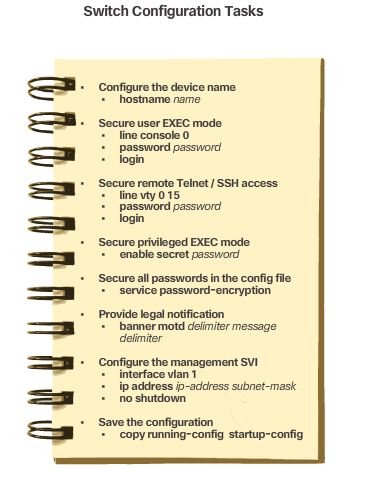 Switch Configuration Tasks
▪ Configure the device name
▪ hostname name
▪ Secure user EXEC mode
▪ line console 0
▪ password password
▪ login
▪ Secure remote Telnet / SSH access
▪ line vty 0 15
▪ password password
▪ login
▪ Secure privileged EXEC mode
▪ enable secret password
▪ Secure all passwords in the config file
▪ service password-encryption
▪ Provide legal notification
▪ banner motd delimiter message
delimiter
▪ Configure the management SVI
▪ interface vlan 1
▪ ip address ip-address subnet-mask
▪ no shutdown
▪ Save the configuration
▪ copy running-config startup-config